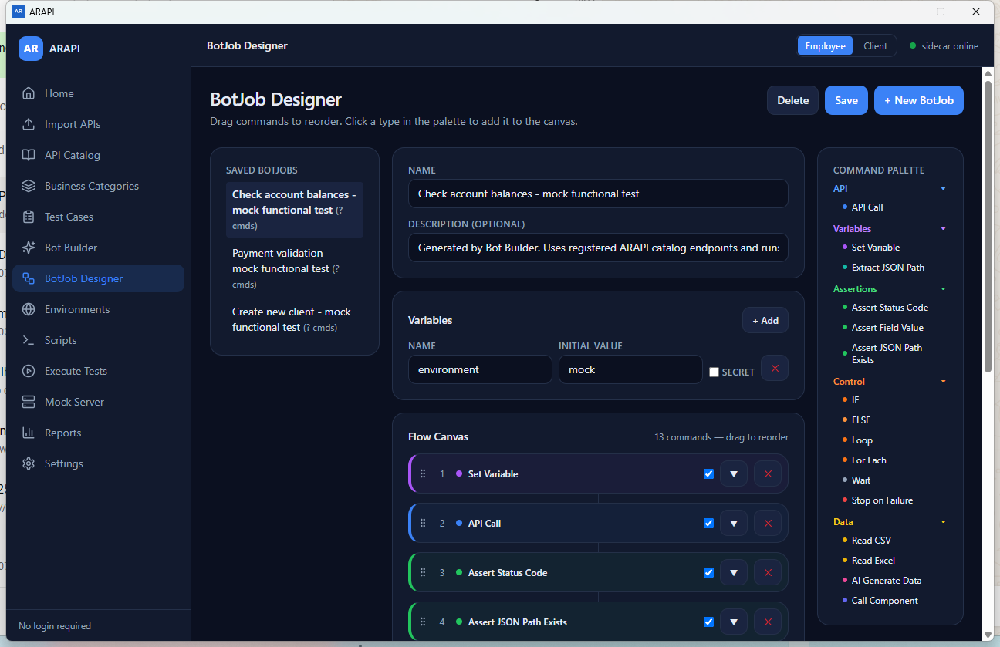 AR ARAPI
AR ARAPI
Home
Import APIs
API Catalog
Business Categories
Test Cases
Bot Builder
BotJob Designer
Environments
Scripts
Execute Tests
Mock Server
Reports
Settings
No login required
BotJob Designer
Employee Client sidecar online
BotJob Designer
Drag commands to reorder. Click a type in the palette to add it to the canvas.
Delete Save + New BotJob
SAVED BOTJOBS
Check account balances -
mock functional test (?
cmds)
Payment validation -
mock functional test (?
cmds)
Create new client - mock
functional test (? cmds)
NAME
Check account balances - mock functional test
DESCRIPTION (OPTIONAL)
Generated by Bot Builder. Uses registered ARAPI catalog endpoints and runs
Variables + Add
NAME INITIAL VALUE
environment mock SECRET
Flow Canvas 13 commands — drag to reorder
1 Set Variable
2 API Call
3 Assert Status Code
4 Assert JSON Path Exists
COMMAND PALETTE
API
API Call
Variables
Set Variable
Extract JSON Path
Assertions
Assert Status Code
Assert Field Value
Assert JSON Path
Exists
Control
IF
ELSE
Loop
For Each
Wait
Stop on Failure
Data
Read CSV
Read Excel
AI Generate Data
Call Component